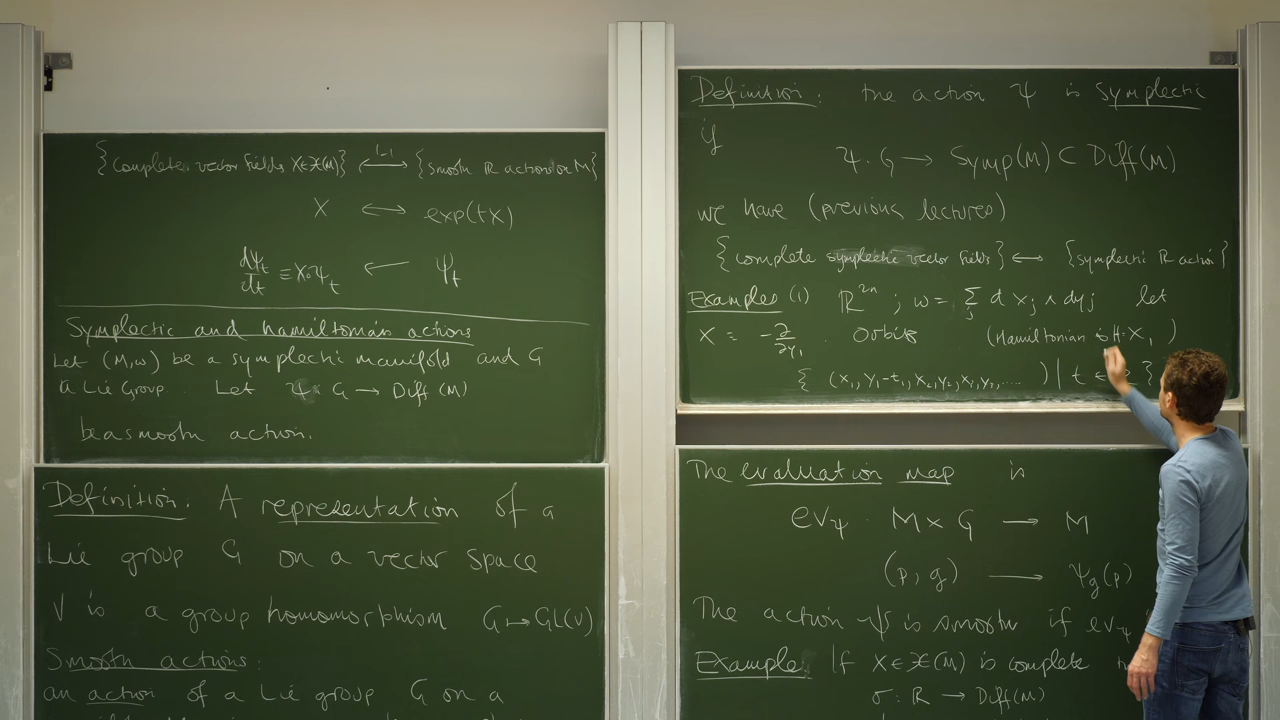 {complete vector fields X∈𝔛(M)} ⟷ 1-1 {smooth ℝ actions on M}
X ⟷ exp(tX)
dψt/dt = X∘ψt ⟵ ψt
Symplectic and hamiltonian actions
Let (M,ω) be a symplectic manifold and G
a Lie Group. Let ψ: G → Diff(M)
be a smooth action.
Definition: A representation of a
Lie group G on a vector space
V is a group homomorphism G ↦ GL(V)
Smooth actions:
an action of a Lie group G on a
Definition: the action ψ is symplectic
if
ψ: G → Symp(M) ⊂ Diff(M)
we have (previous lectures)
{complete symplectic vector fields} ⟷ {symplectic ℝ action}
Examples (1) ℝ^2n ; ω = Σ_j dxj ∧ dyj let
X = -∂/∂y1 . Orbits (Hamiltonian is H=X1)
{ (x1, y1-t, x2, y2, x3, y3, .... ) | t ∈ }
The evaluation map is
evψ : M × G → M
(p, g) → ψg(p)
The action ψ is smooth if evψ
Example: If X∈𝔛(M) is complete
σ: ℝ → Diff(M)